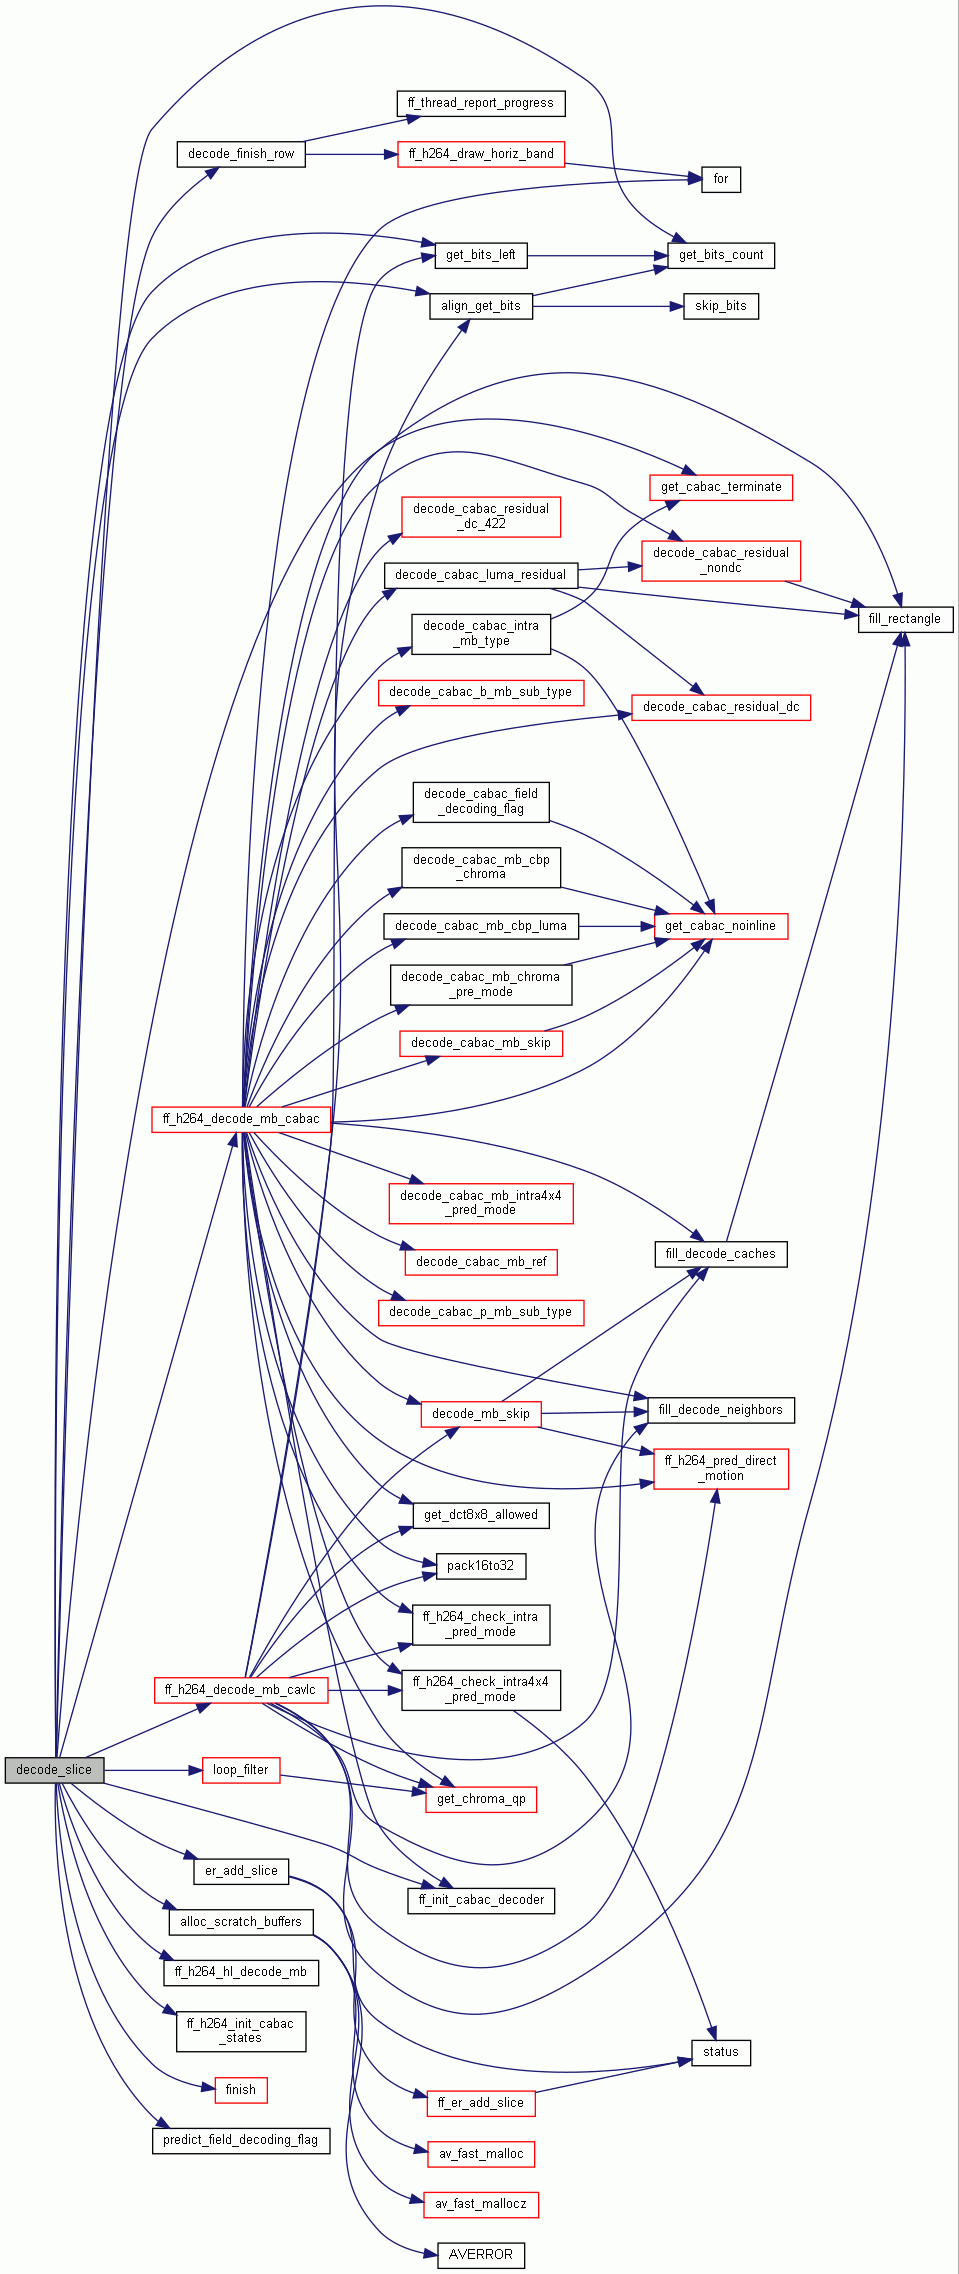 ff_thread_report_progress
decode_finish_row
ff_h264_draw_horiz_band
for
get_bits_left
get_bits_count
align_get_bits
skip_bits
get_cabac_terminate
decode_cabac_residual
_dc_422
decode_cabac_residual
_nondc
decode_cabac_luma_residual
fill_rectangle
decode_cabac_intra
_mb_type
decode_cabac_b_mb_sub_type
decode_cabac_residual_dc
decode_cabac_field
_decoding_flag
decode_cabac_mb_cbp
_chroma
decode_cabac_mb_cbp_luma
get_cabac_noinline
decode_cabac_mb_chroma
_pre_mode
decode_cabac_mb_skip
ff_h264_decode_mb_cabac
decode_cabac_mb_intra4x4
_pred_mode
fill_decode_caches
decode_cabac_mb_ref
decode_cabac_p_mb_sub_type
decode_mb_skip
fill_decode_neighbors
ff_h264_pred_direct
_motion
get_dct8x8_allowed
pack16to32
ff_h264_check_intra
_pred_mode
ff_h264_decode_mb_cavlc
ff_h264_check_intra4x4
_pred_mode
decode_slice
loop_filter
get_chroma_qp
er_add_slice
ff_init_cabac_decoder
alloc_scratch_buffers
ff_h264_hl_decode_mb
ff_h264_init_cabac
_states
status
finish
ff_er_add_slice
predict_field_decoding_flag
av_fast_malloc
av_fast_mallocz
AVERROR